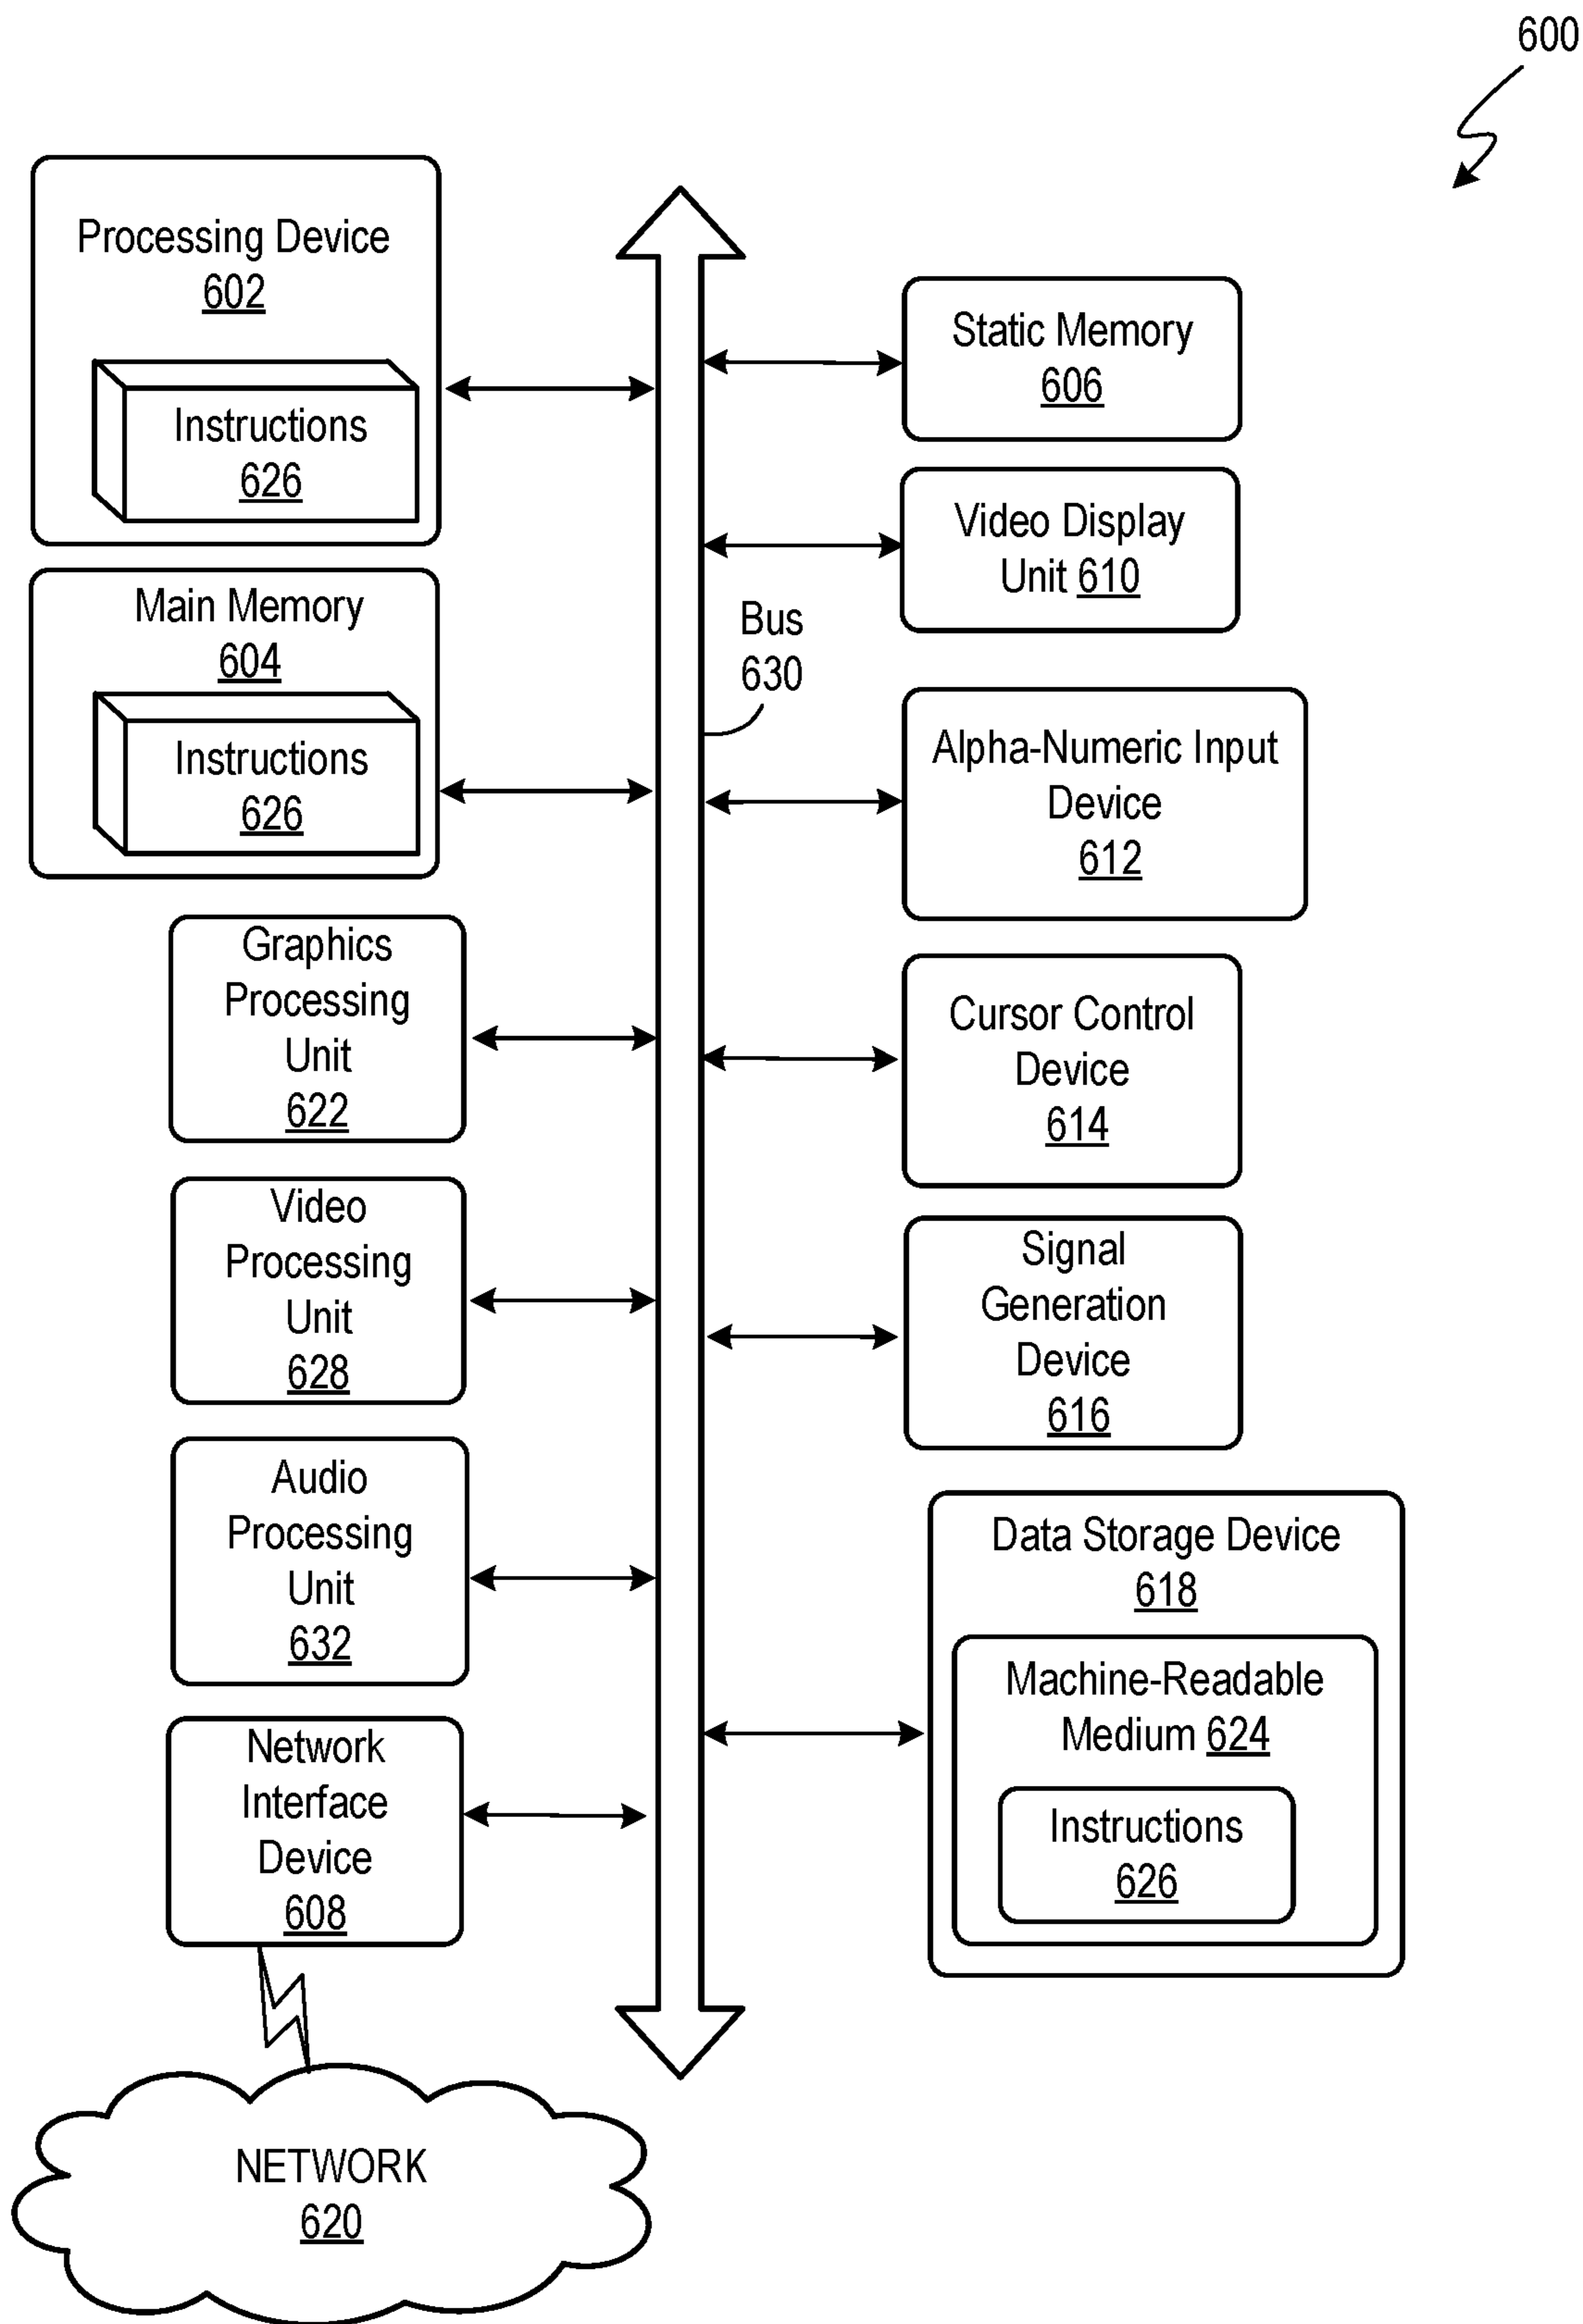 600
Processing Device
602
Instructions
626
Main Memory
604
Instructions
626
Graphics
Processing
Unit
622
Video
Processing
Unit
628
Audio
Processing
Unit
632
Network
Interface
Device
608
NETWORK
620
Bus
630
Static Memory
606
Video Display
Unit 610
Alpha-Numeric Input
Device
612
Cursor Control
Device
614
Signal
Generation
Device
616
Data Storage Device
618
Machine-Readable
Medium 624
Instructions
626